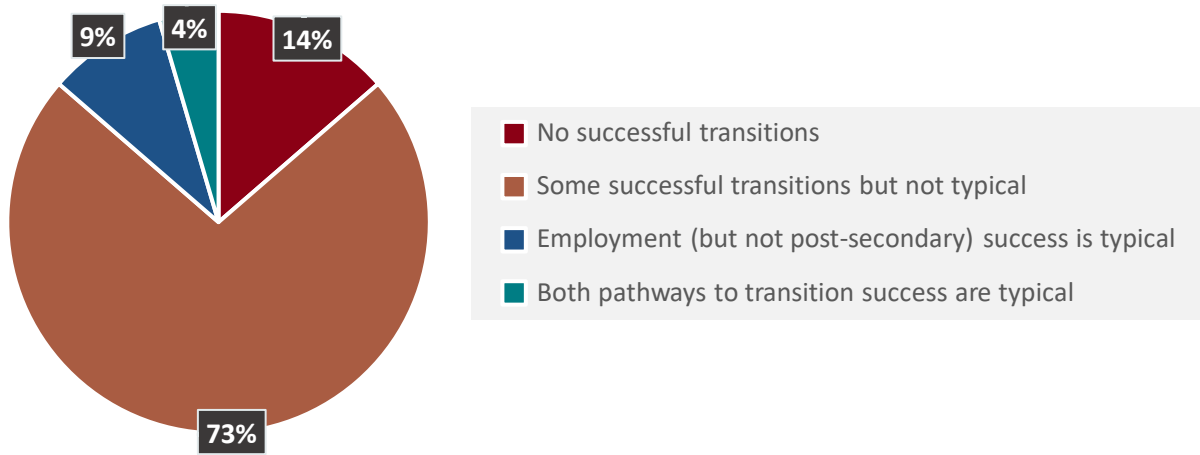 9%
4%
14%
73%
No successful transitions
Some successful transitions but not typical
Employment (but not post-secondary) success is typical
Both pathways to transition success are typical